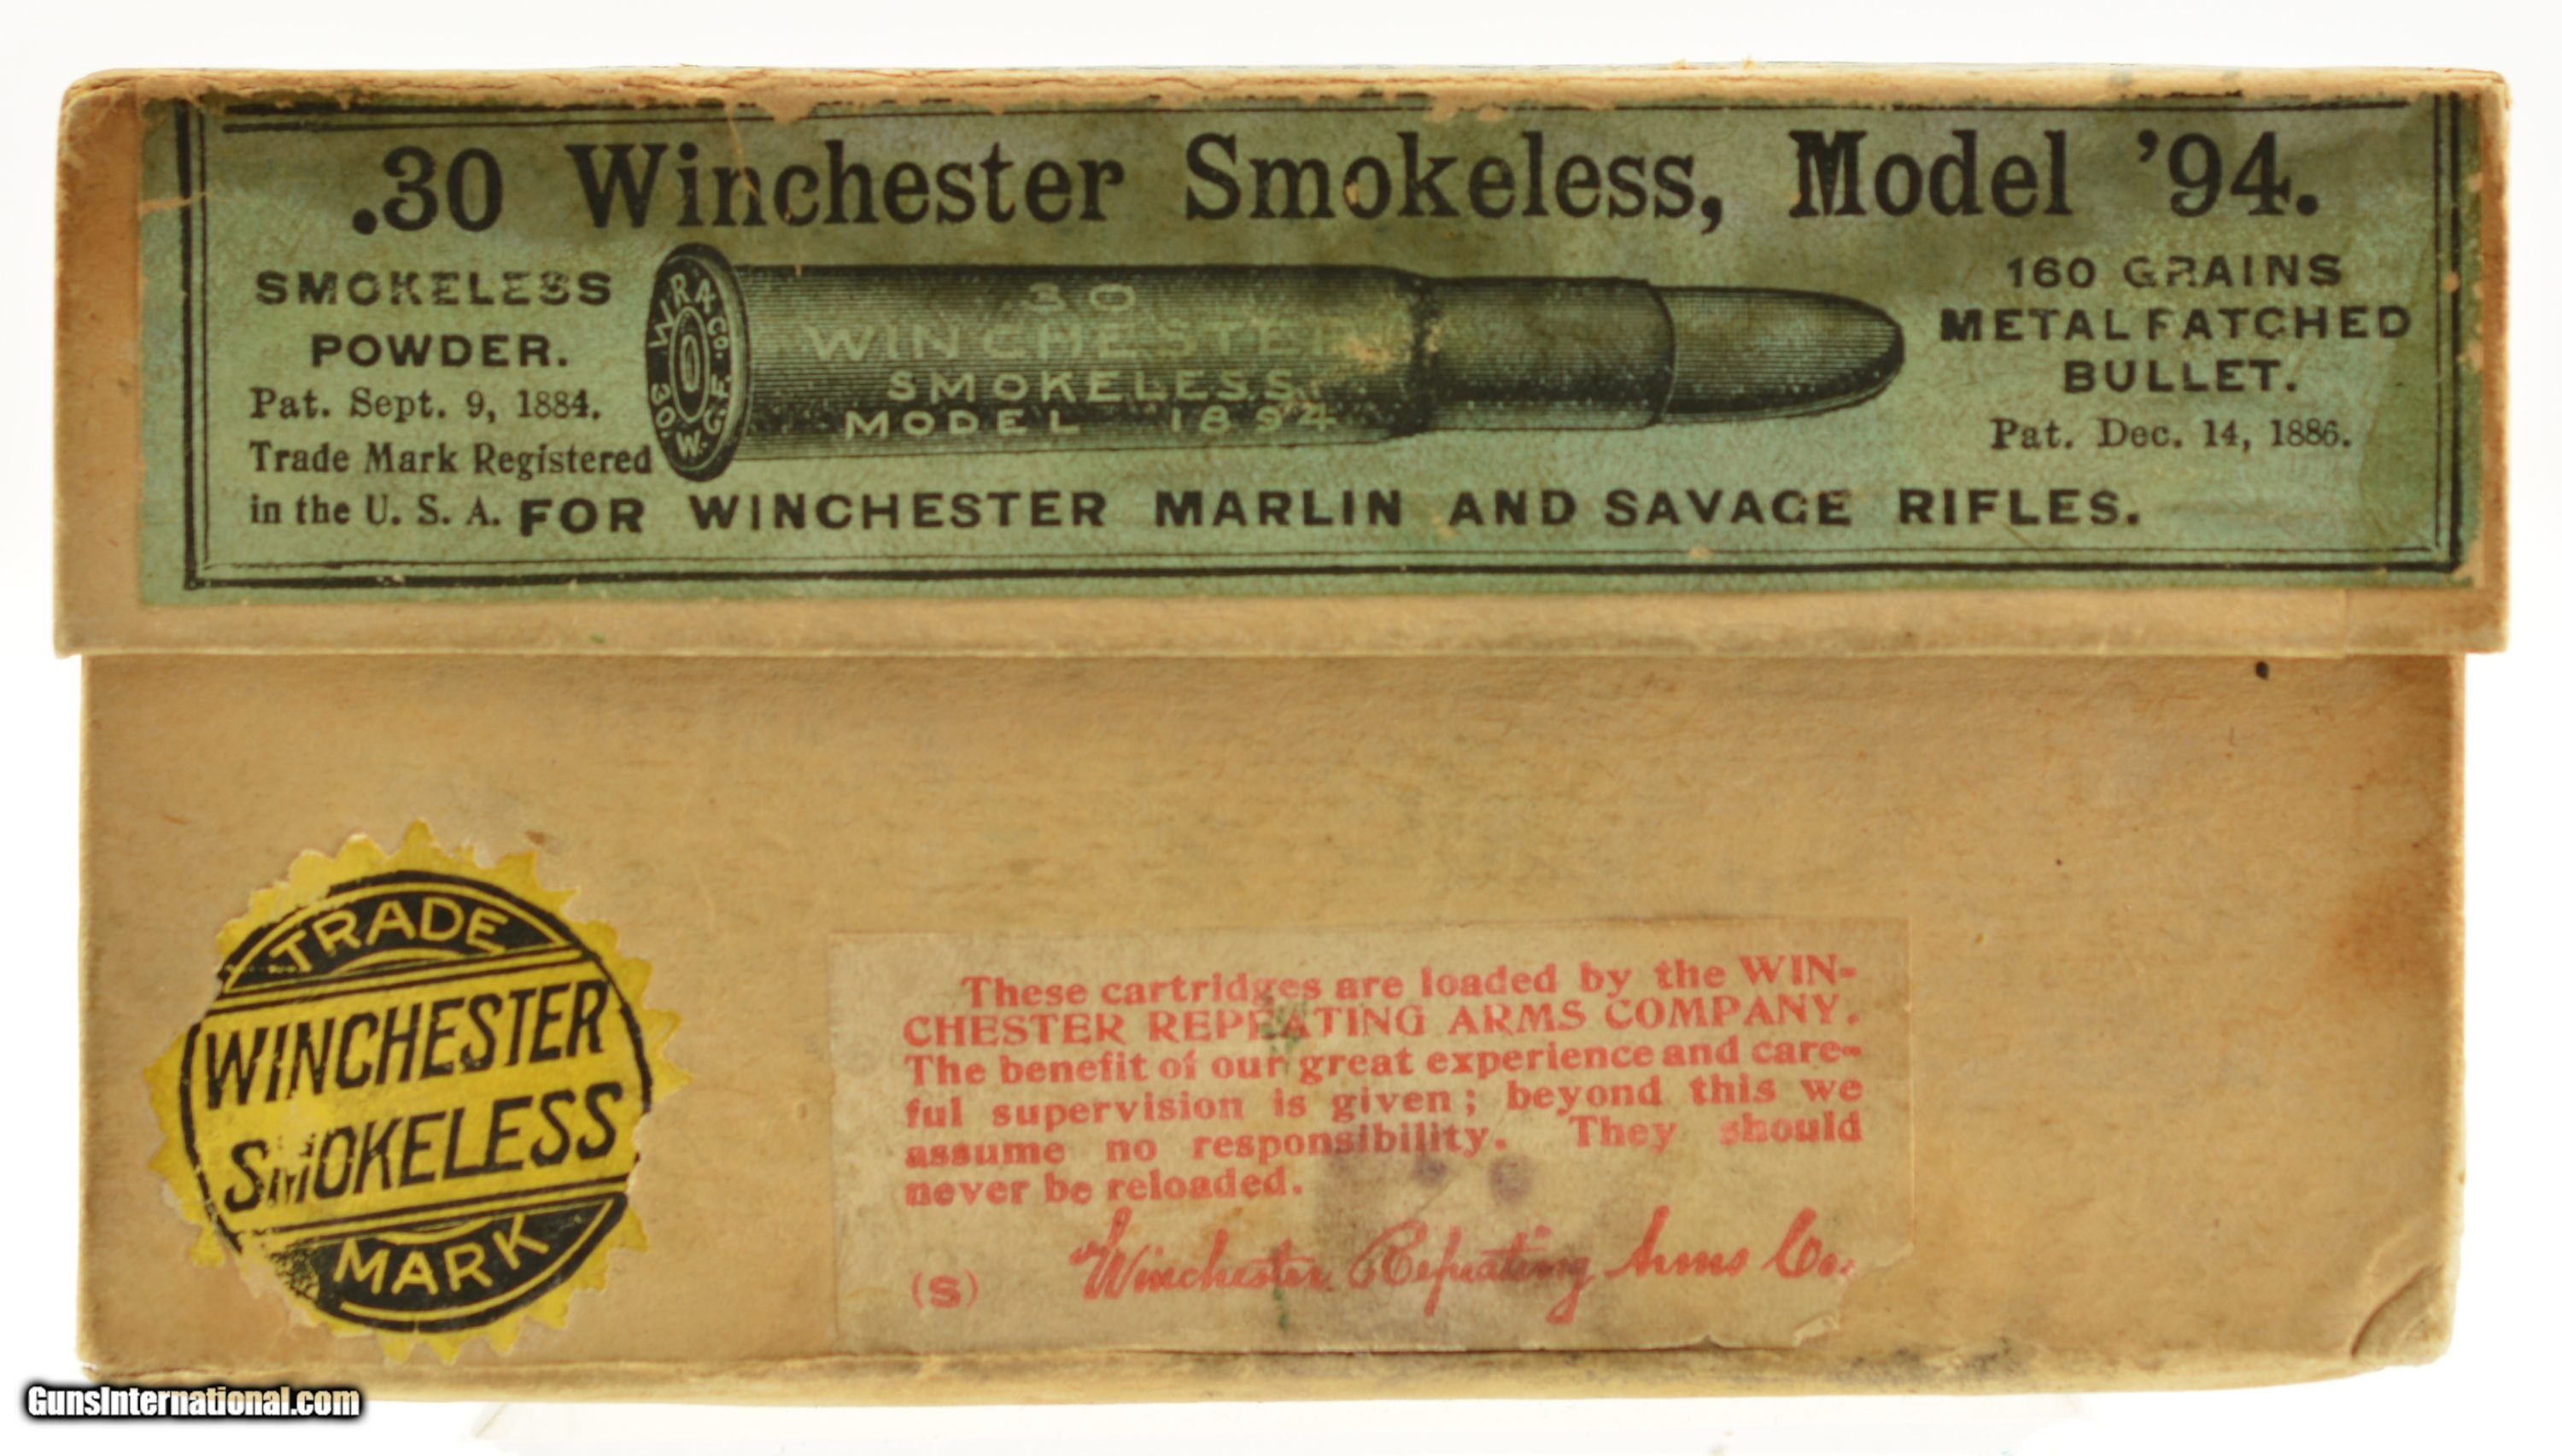 .30 Winchester Smokeless, Model '94.
SMOKELESS
POWDER.
Pat. Sept. 9, 1884.
Trade Mark Registered
in the U. S. A.
W.R.A.CO.
30 W.C.F.
30
WINCHESTER
SMOKELESS
MODEL 1894
160 GRAINS
METAL PATCHED
BULLET.
Pat. Dec. 14, 1886.
FOR WINCHESTER MARLIN AND SAVAGE RIFLES.
TRADE
WINCHESTER
SMOKELESS
MARK
These cartridges are loaded by the WIN-
CHESTER REPEATING ARMS COMPANY.
The benefit of our great experience and care-
ful supervision is given; beyond this we
assume no responsibility. They should
never be reloaded.
(S) Winchester Repeating Arms Co.
GunsInternational.com